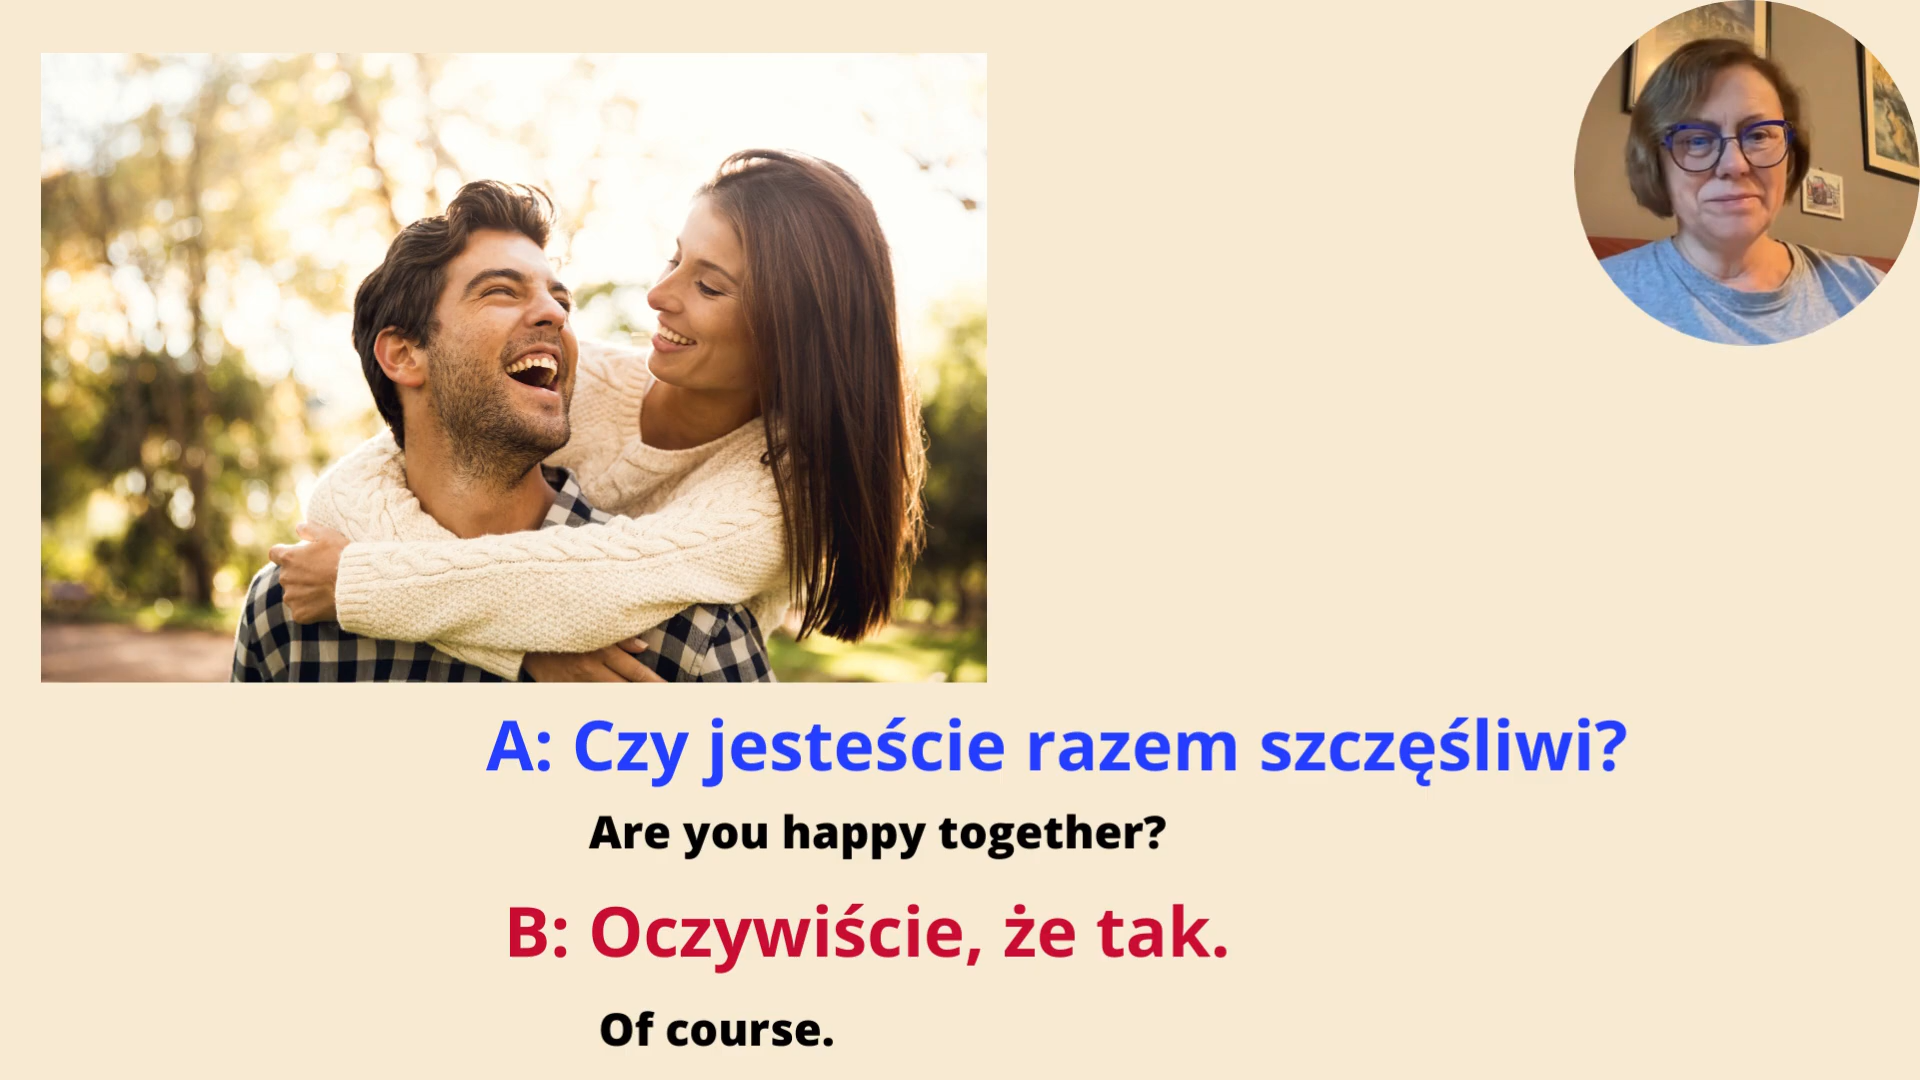 A: Czy jesteście razem szczęśliwi?
Are you happy together?
B: Oczywiście, że tak.
Of course.